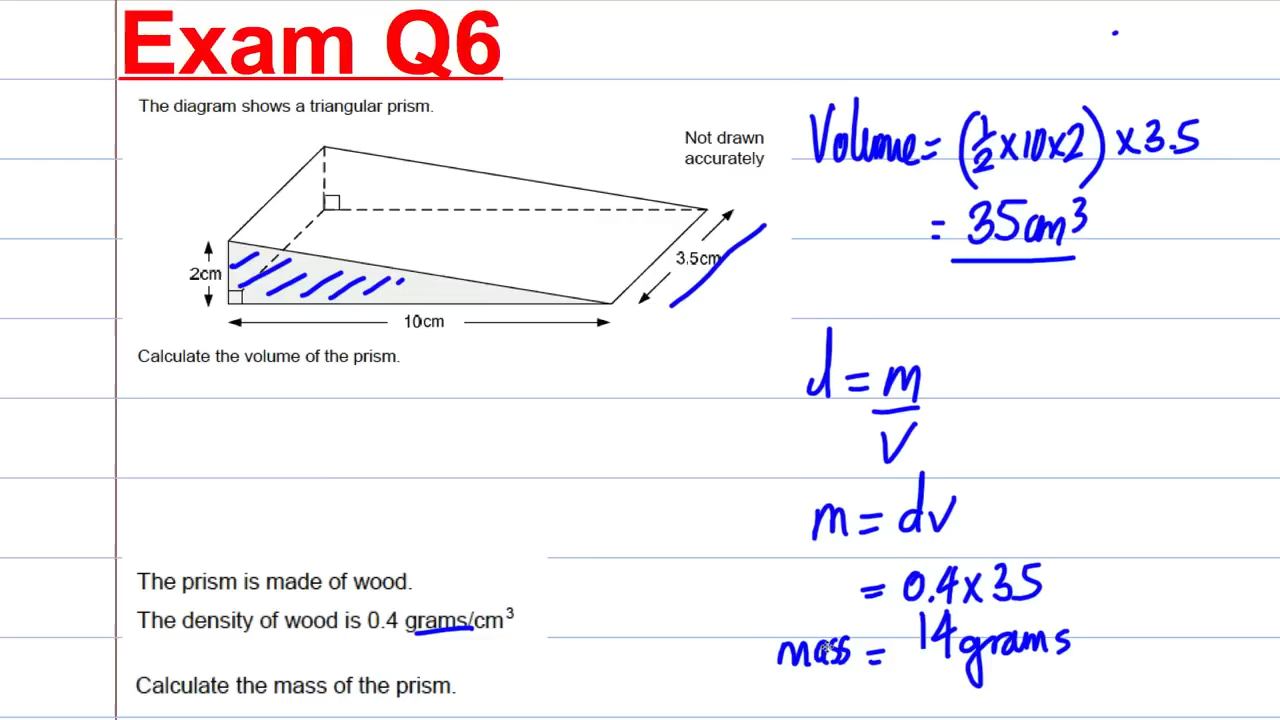 Exam Q6
The diagram shows a triangular prism.
Not drawn
accurately
2cm
3.5cm
10cm
Calculate the volume of the prism.
The prism is made of wood.
The density of wood is 0.4 grams/cm³
Calculate the mass of the prism.
Volume = (1/2 × 10 × 2) × 3.5
= 35cm³
d = m
V
m = dv
= 0.4 × 35
mass = 14 grams